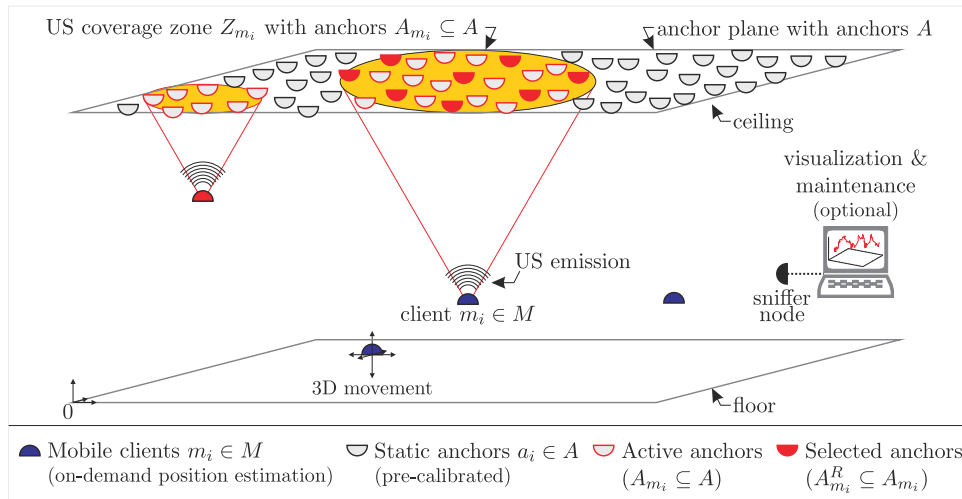 US coverage zone $Z_{m_i}$ with anchors $A_{m_i} \subseteq A$
anchor plane with anchors $A$
ceiling
visualization &
maintenance
(optional)
US emission
client $m_i \in M$
sniffer
node
3D movement
0
floor
Mobile clients $m_i \in M$
(on-demand position estimation)
Static anchors $a_i \in A$
(pre-calibrated)
Active anchors
$(A_{m_i} \subseteq A)$
Selected anchors
$(A^R_{m_i} \subseteq A_{m_i})$